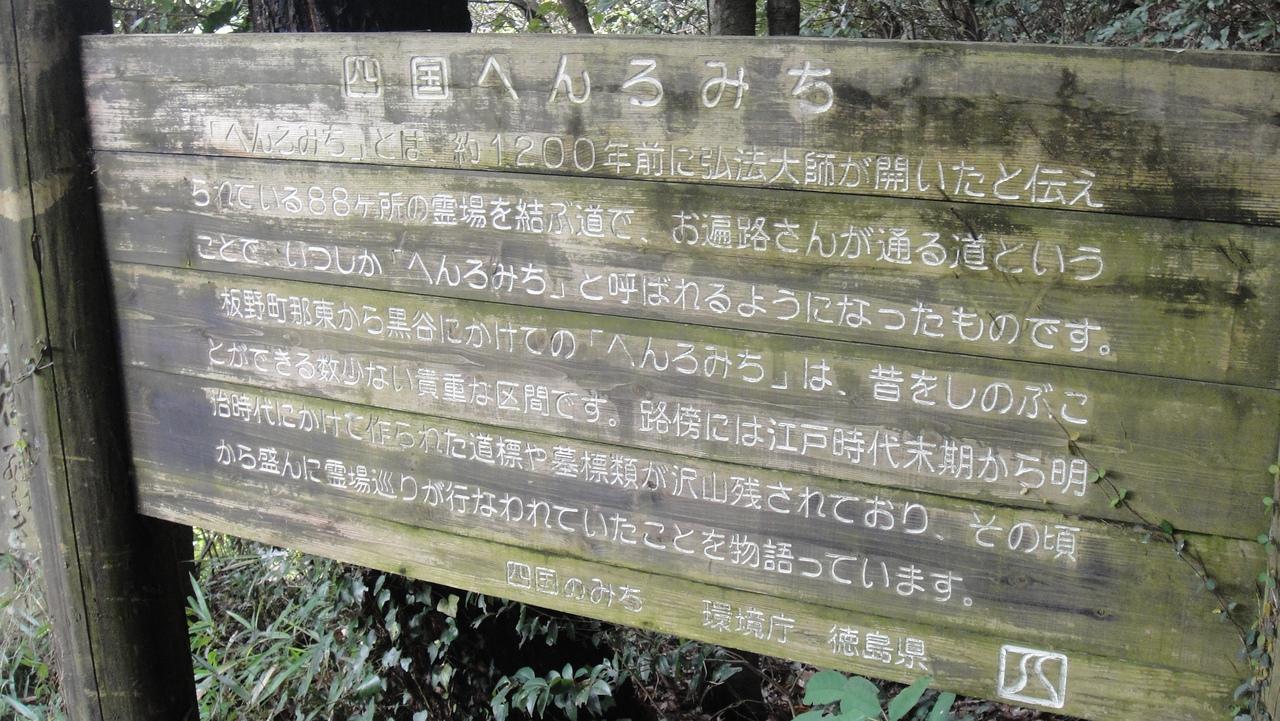 四国へんろみち
「へんろみち」とは、約1200年前に弘法大師が開いたと伝え
られている88ヶ所の霊場を結ぶ道で、お遍路さんが通る道という
ことで、いつしか「へんろみち」と呼ばれるようになったものです。
板野町那東から黒谷にかけての「へんろみち」は、昔をしのぶこ
とができる数少ない貴重な区間です。路傍には江戸時代末期から明
治時代にかけて作られた道標や墓標類が沢山残されており、その頃
から盛んに霊場巡りが行なわれていたことを物語っています。
四国のみち 環境庁 徳島県